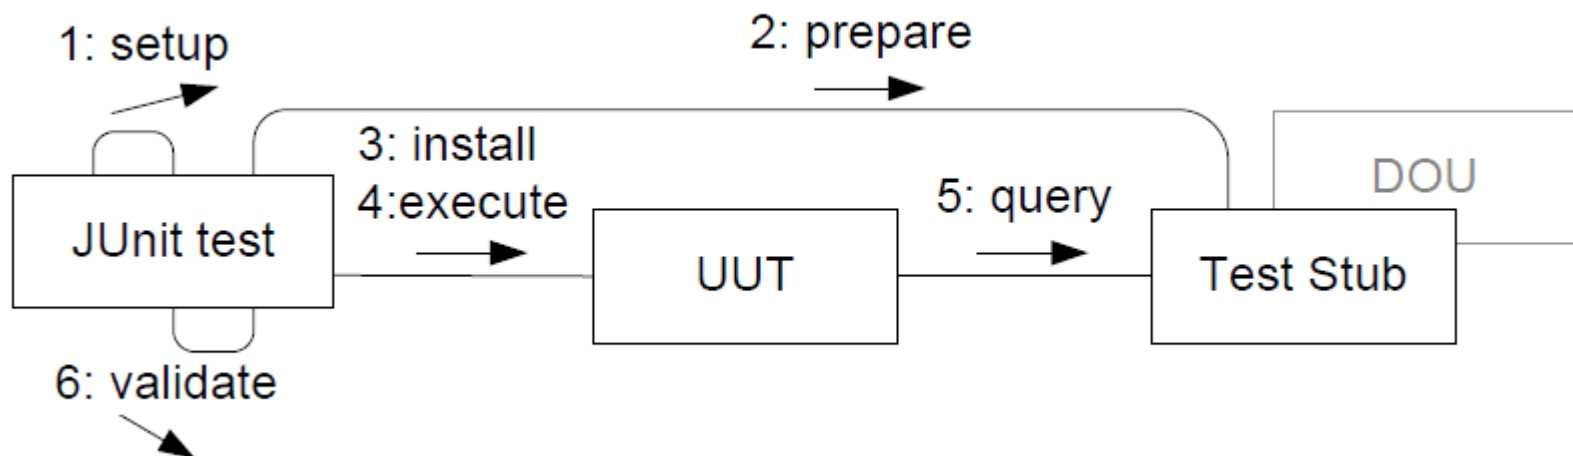 1: setup
2: prepare
3: install
4:execute
5: query
DOU
JUnit test
UUT
Test Stub
6: validate